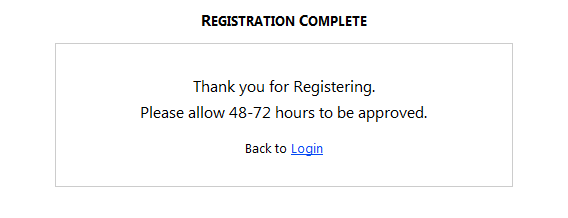 REGISTRATION COMPLETE
Thank you for Registering.
Please allow 48-72 hours to be approved.
Back to Login